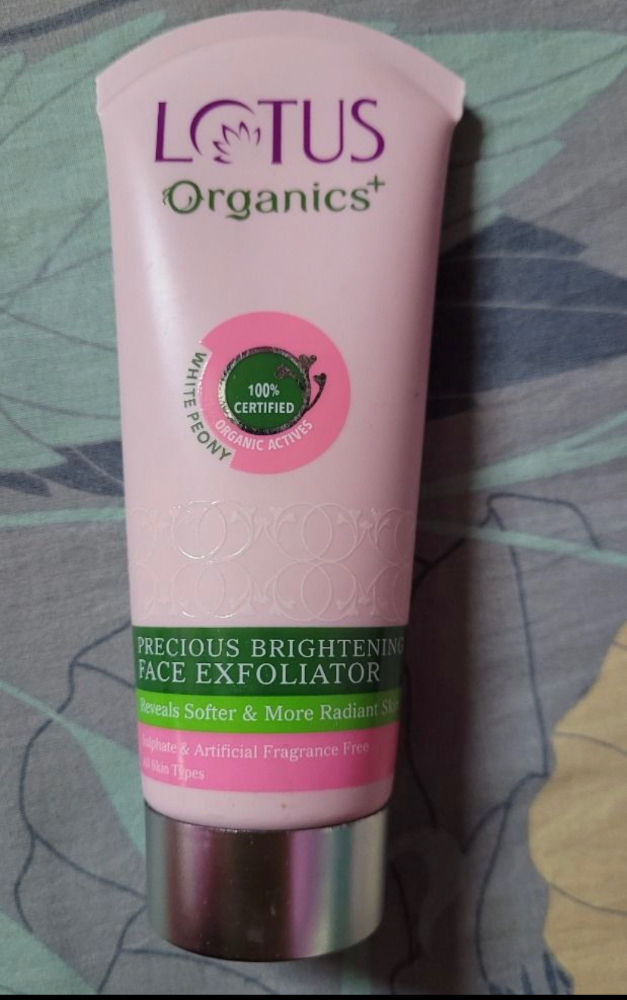 LOTUS
Organics+
WHITE PEONY
100%
CERTIFIED
ORGANIC ACTIVES
PRECIOUS BRIGHTENING
FACE EXFOLIATOR
Reveals Softer & More Radiant Skin
Sulphate & Artificial Fragrance Free
All Skin Types